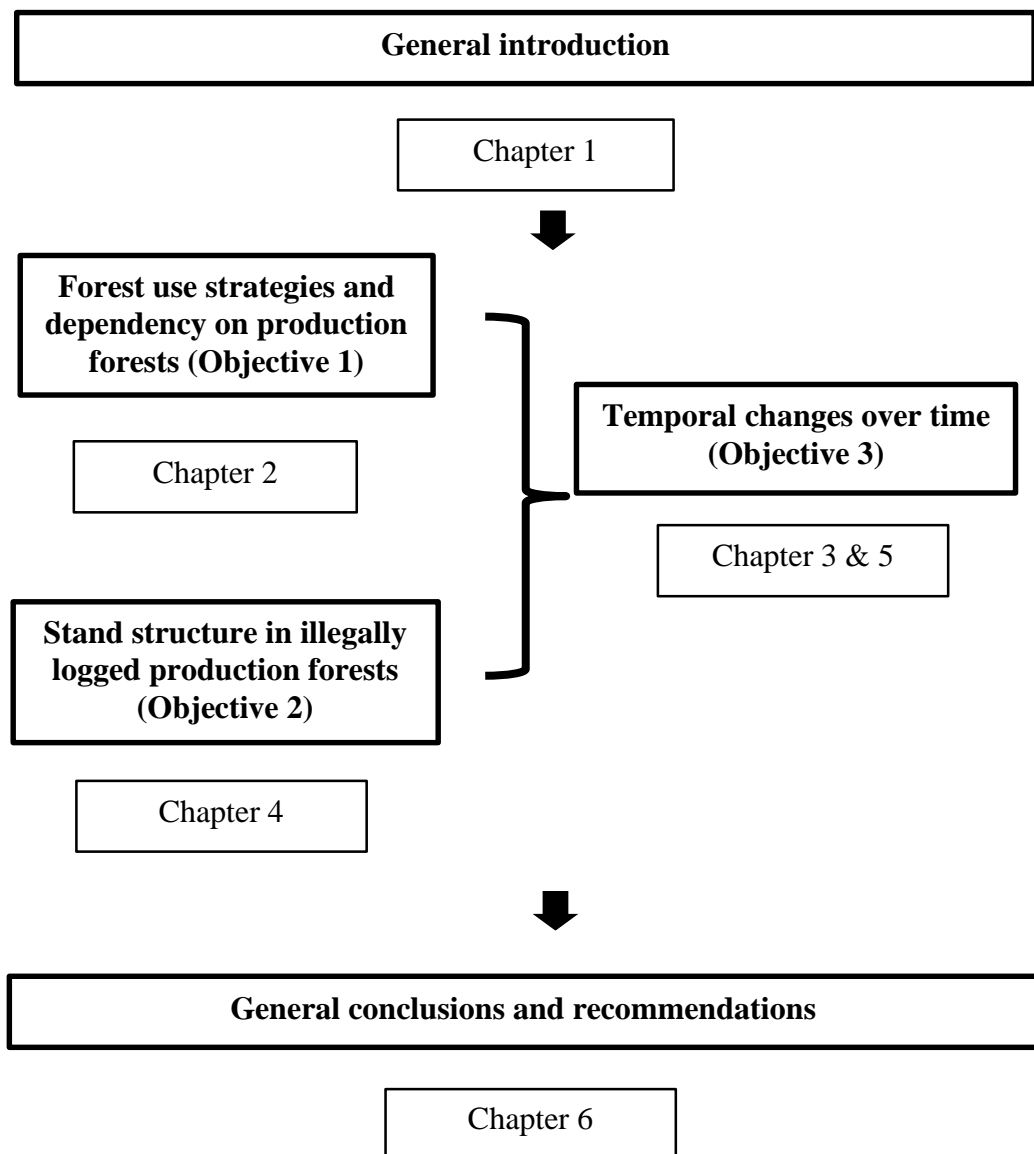 General introduction
Chapter 1
Forest use strategies and
dependency on production
forests (Objective 1)
Chapter 2
Temporal changes over time
(Objective 3)
Chapter 3 & 5
Stand structure in illegally
logged production forests
(Objective 2)
Chapter 4
General conclusions and recommendations
Chapter 6